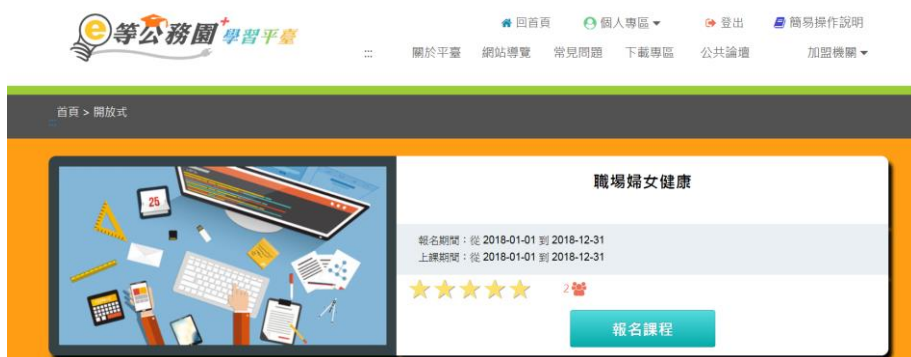 e等公務園+學習平臺
回首頁 個人專區▼ 登出 簡易操作說明
::: 關於平臺 網站導覽 常見問題 下載專區 公共論壇 加盟機關▼
首頁 > 開放式
:::
25
職場婦女健康
報名期間：從 2018-01-01 到 2018-12-31
上課期間：從 2018-01-01 到 2018-12-31
2
報名課程